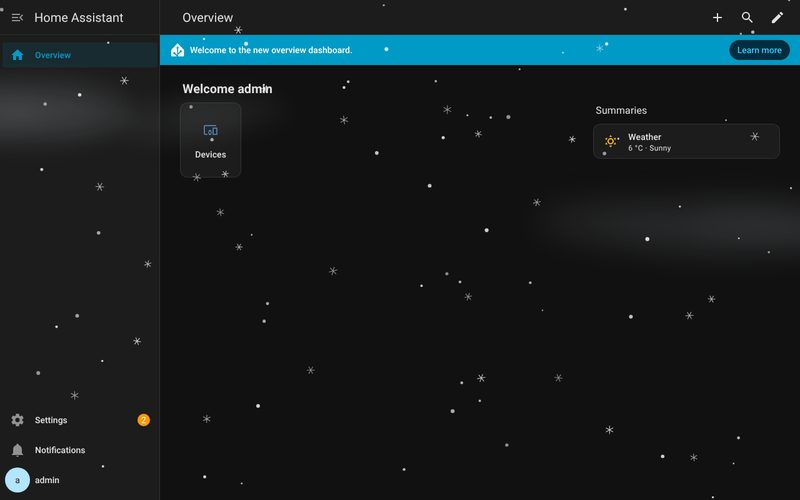 Home Assistant
Overview
Welcome to the new overview dashboard.
Learn more
Overview
Welcome admin
Devices
Summaries
Weather
6 °C · Sunny
Settings
2
Notifications
a
admin